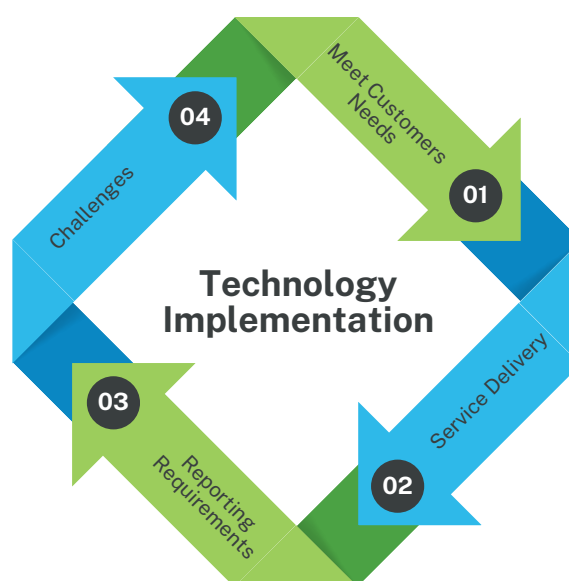 Meet Customers
Needs
01
Technology
Implementation
Service Delivery
02
Reporting
Requirements
03
Challenges
04